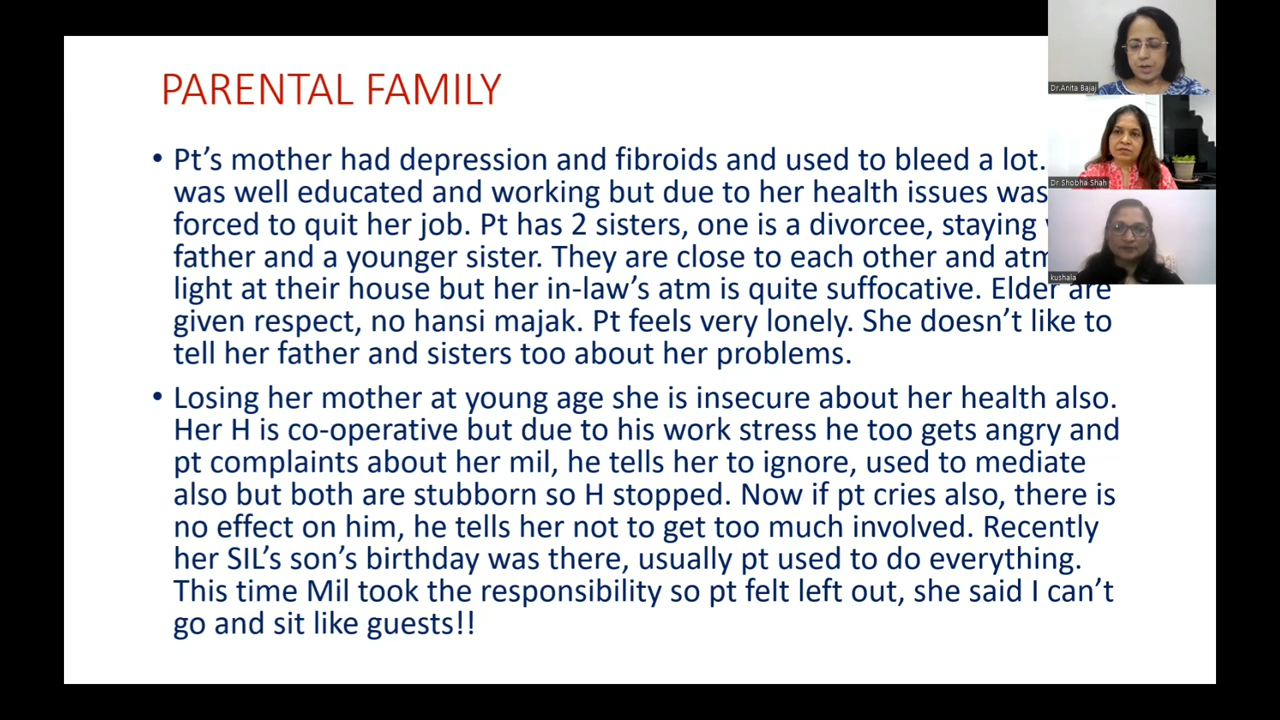 PARENTAL FAMILY
• Pt’s mother had depression and fibroids and used to bleed a lot.
was well educated and working but due to her health issues was
forced to quit her job. Pt has 2 sisters, one is a divorcee, staying
father and a younger sister. They are close to each other and atm
light at their house but her in-law’s atm is quite suffocative. Elder are
given respect, no hansi majak. Pt feels very lonely. She doesn’t like to
tell her father and sisters too about her problems.
• Losing her mother at young age she is insecure about her health also.
Her H is co-operative but due to his work stress he too gets angry and
pt complaints about her mil, he tells her to ignore, used to mediate
also but both are stubborn so H stopped. Now if pt cries also, there is
no effect on him, he tells her not to get too much involved. Recently
her SIL’s son’s birthday was there, usually pt used to do everything.
This time Mil took the responsibility so pt felt left out, she said I can’t
go and sit like guests!!
Dr.Anita Bajaj
Dr Shobha Shah
kushala